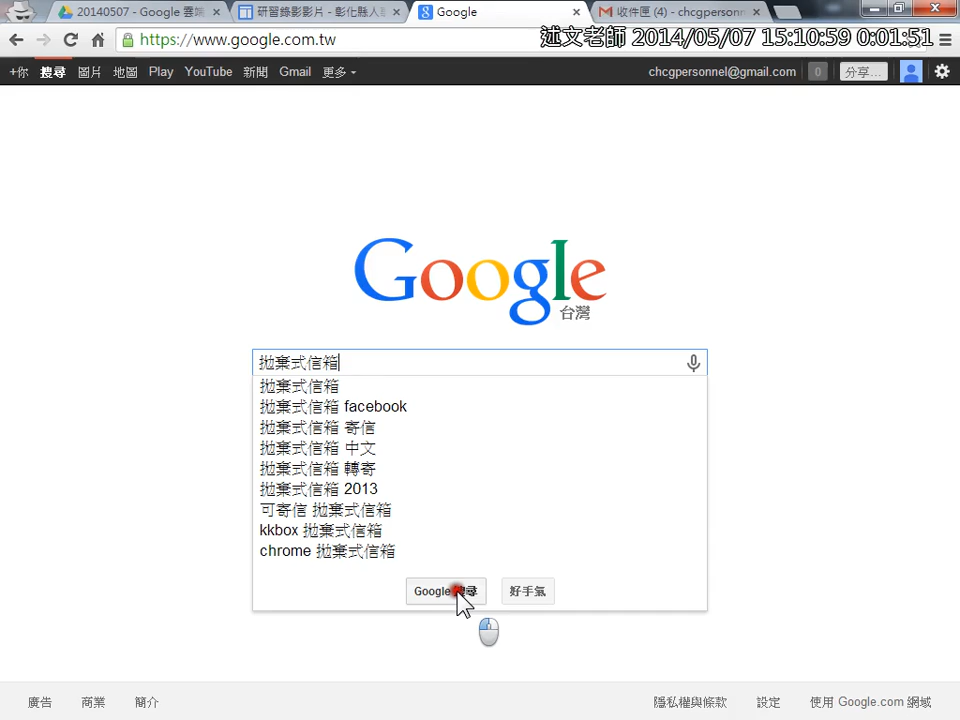 20140507 - Google 雲端
研習錄影影片 - 彰化縣人事
Google
收件匣 (4) - chcgpersonn
https://www.google.com.tw
述文老師 2014/05/07 15:10:59 0:01:51
+你 搜尋 圖片 地圖 Play YouTube 新聞 Gmail 更多
chcgpersonnel@gmail.com 0 分享...
Google
台灣
拋棄式信箱
拋棄式信箱
拋棄式信箱 facebook
拋棄式信箱 寄信
拋棄式信箱 中文
拋棄式信箱 轉寄
拋棄式信箱 2013
可寄信 拋棄式信箱
kkbox 拋棄式信箱
chrome 拋棄式信箱
Google 搜尋 好手氣
廣告 商業 簡介 隱私權與條款 設定 使用 Google.com 網域